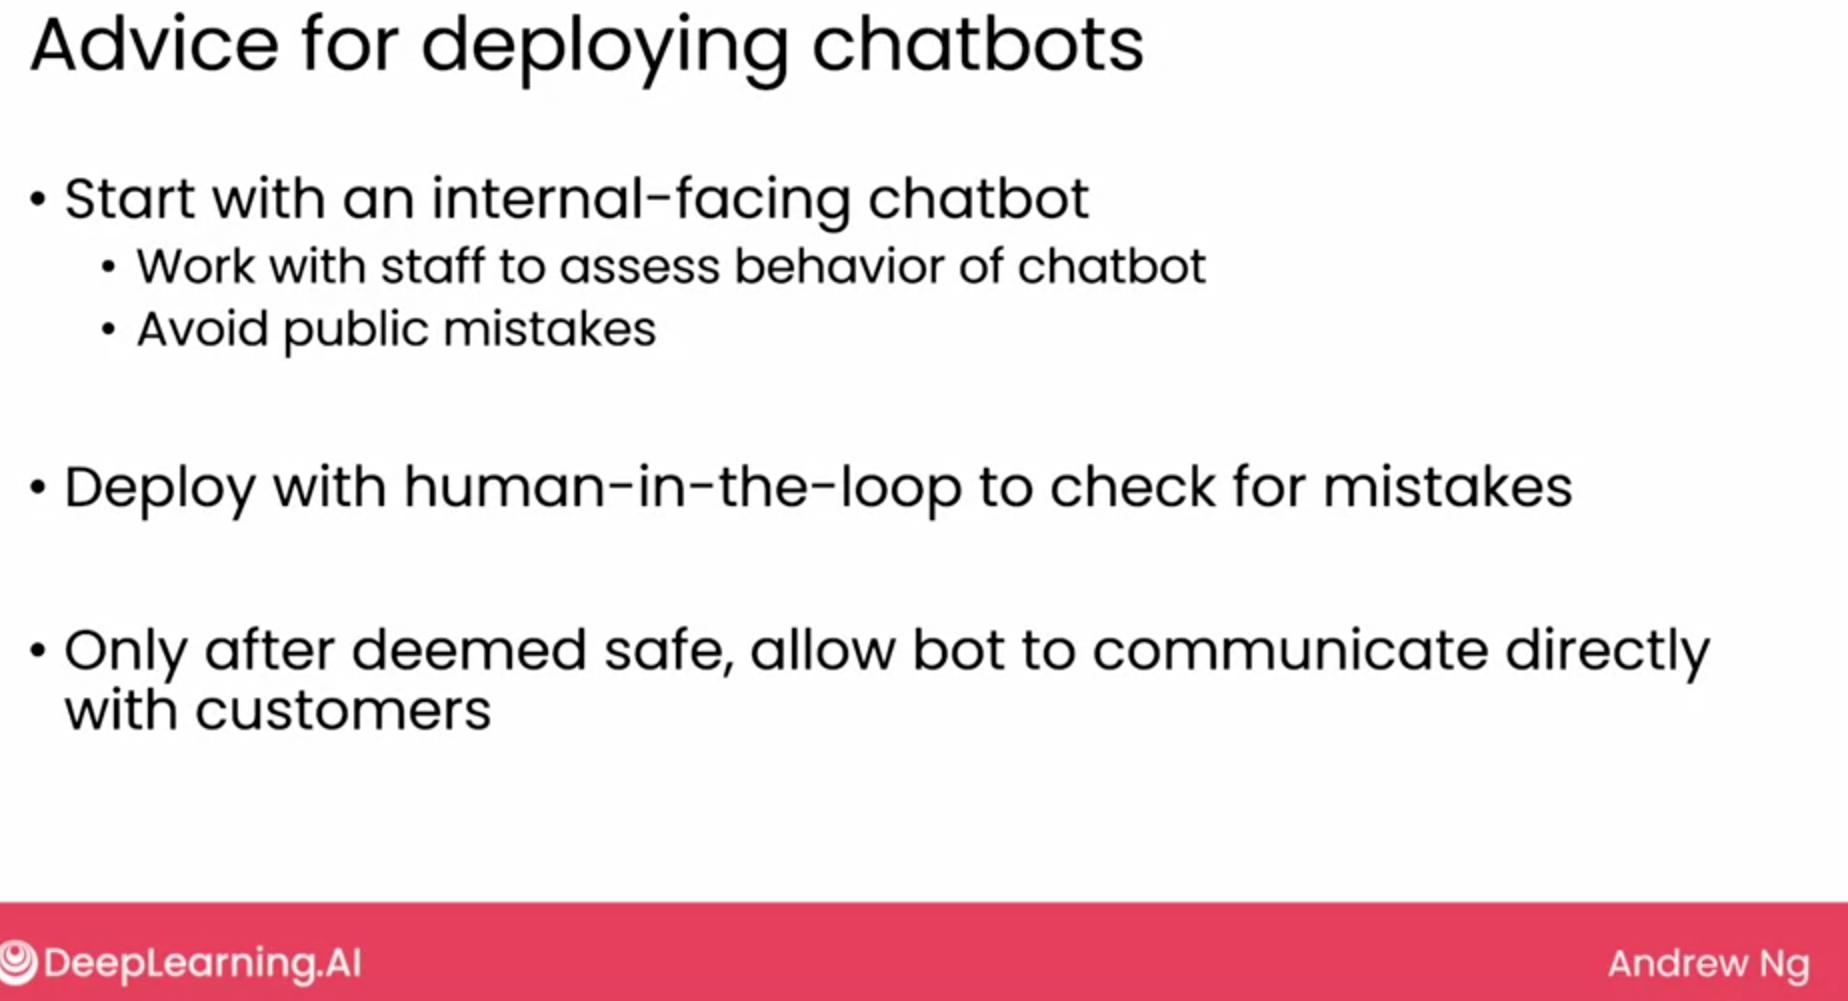 Advice for deploying chatbots
• Start with an internal-facing chatbot
• Work with staff to assess behavior of chatbot
• Avoid public mistakes
• Deploy with human-in-the-loop to check for mistakes
• Only after deemed safe, allow bot to communicate directly
with customers
DeepLearning.AI
Andrew Ng